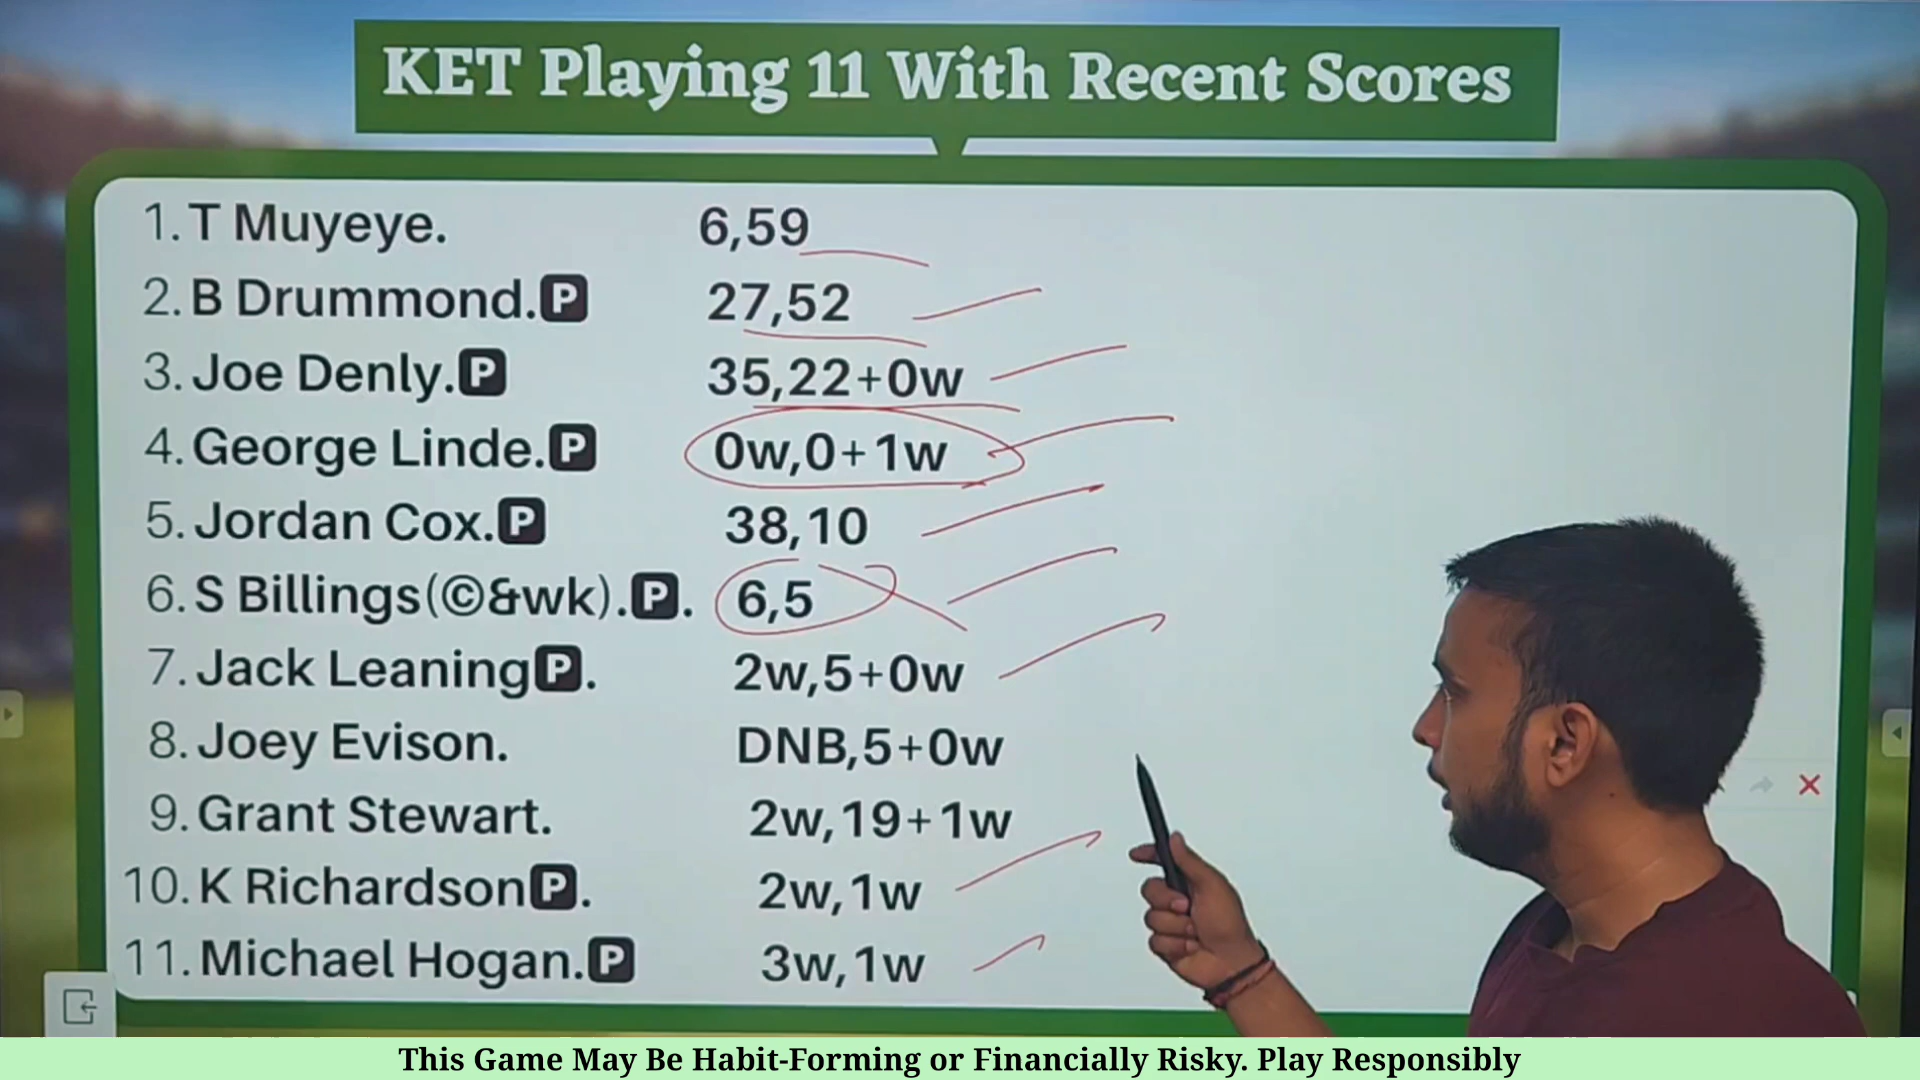 KET Playing 11 With Recent Scores
1. T Muyeye. 6,59
2. B Drummond.🅿 27,52
3. Joe Denly.🅿 35,22+0w
4. George Linde.🅿 0w,0+1w
5. Jordan Cox.🅿 38,10
6. S Billings(©&wk).🅿. 6,5
7. Jack Leaning🅿. 2w,5+0w
8. Joey Evison. DNB,5+0w
9. Grant Stewart. 2w,19+1w
10. K Richardson🅿. 2w,1w
11. Michael Hogan.🅿 3w,1w
This Game May Be Habit-Forming or Financially Risky. Play Responsibly